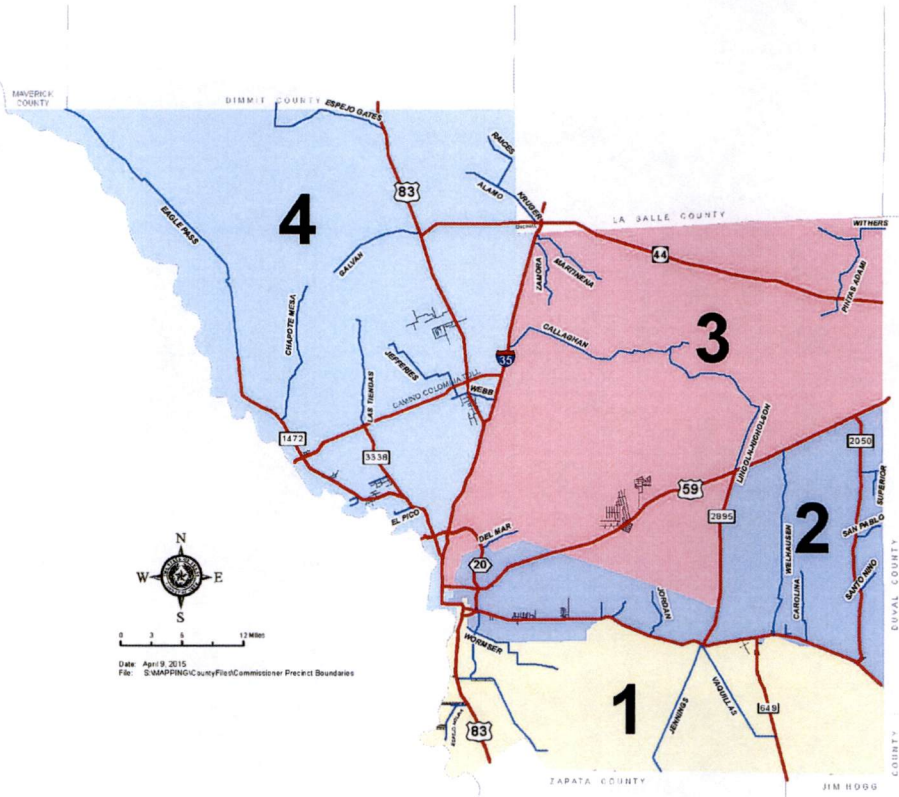 MAVERICK
COUNTY
DIMMIT COUNTY
ESPEJO GATES
RAICES
ALAMO
KRUGER
83
4
LA SALLE COUNTY
WITHERS
EAGLE PASS
GALVAN
44
ZAMORA
MARTINENA
PINTAS ADAMI
CHAPOTE MESA
CALLAGHAN
3
JEFFERIES
35
LAS TIENDAS
CAMINO COLOMBIA TOLL
WEBB
1472
3338
LINCOLN-NICHOLSON
2050
SUPERIOR
59
2895
EL PICO
DEL MAR
WELHAUSEN
2
SAN PABLO
20
SANTO NINO
CAROLINA
DUVAL COUNTY
JORDAN
N
W
E
S
0 3 6 12 Miles
Date: April 9, 2015
File: S:\MAPPING\CountyFiles\Commissioner Precinct Boundaries
WORMSER
1
JENNINGS
VAQUILLAS
649
83
ZAPATA COUNTY
COUNTY
JIM HOGG